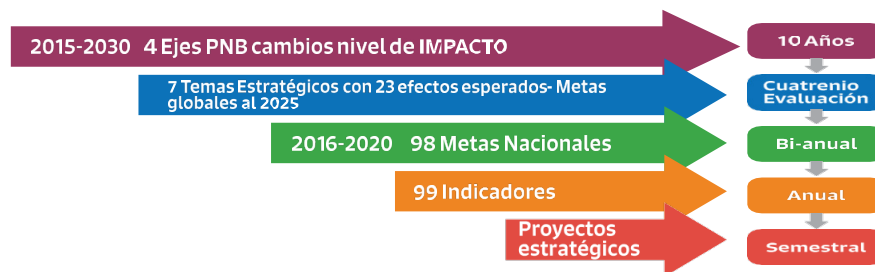 2015-2030 4 Ejes PNB cambios nivel de IMPACTO
10 Años
7 Temas Estratégicos con 23 efectos esperados- Metas
globales al 2025
Cuatrenio
Evaluación
2016-2020 98 Metas Nacionales
Bi-anual
99 Indicadores
Anual
Proyectos
estratégicos
Semestral